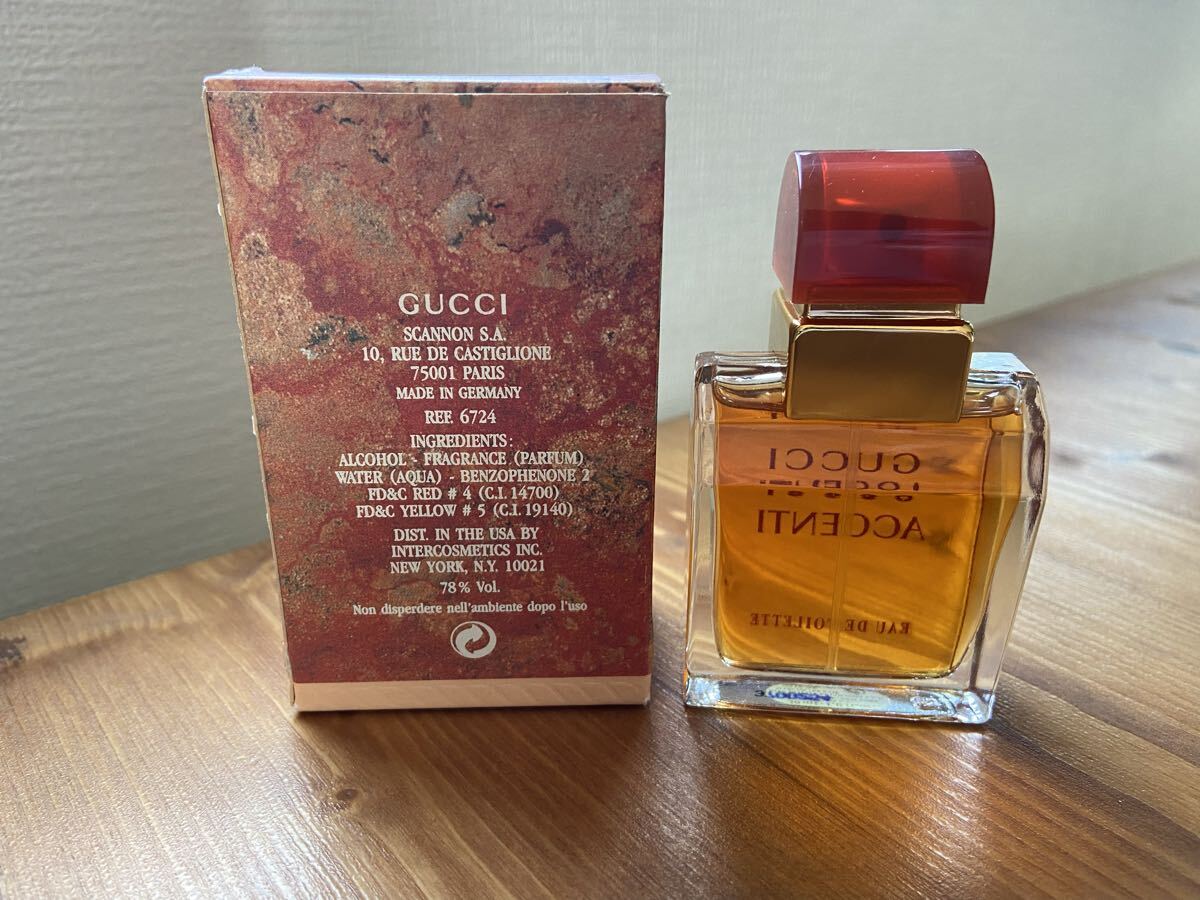 GUCCI
SCANNON S.A.
10, RUE DE CASTIGLIONE
75001 PARIS
MADE IN GERMANY
REF. 6724
INGREDIENTS:
ALCOHOL - FRAGRANCE (PARFUM)
WATER (AQUA) - BENZOPHENONE 2
FD&C RED # 4 (C.I. 14700)
FD&C YELLOW # 5 (C.I. 19140)
DIST. IN THE USA BY
INTERCOSMETICS INC.
NEW YORK, N.Y. 10021
78% Vol.
Non disperdere nell'ambiente dopo l'uso
GUCCI
ACCENTI
EAU DE TOILETTE